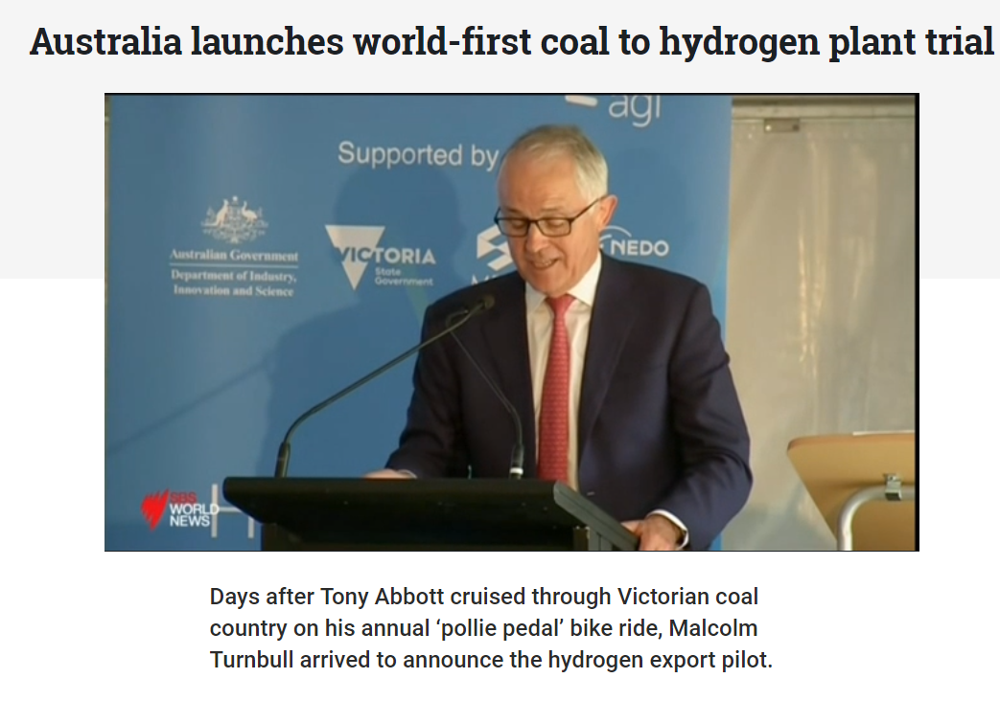 Australia launches world-first coal to hydrogen plant trial
agl
Supported by
Australian Government
Department of Industry,
Innovation and Science
VICTORIA
State
Government
NEDO
SBS
WORLD
NEWS
H
Days after Tony Abbott cruised through Victorian coal
country on his annual ‘pollie pedal’ bike ride, Malcolm
Turnbull arrived to announce the hydrogen export pilot.